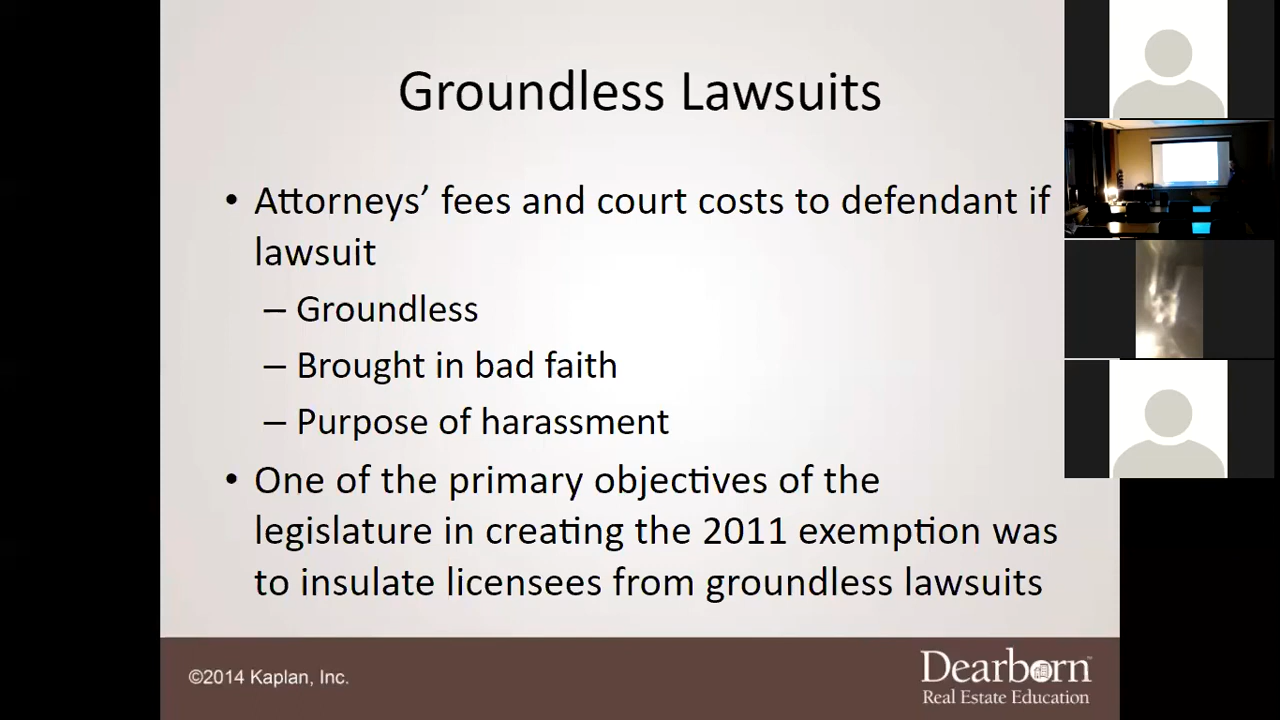 Groundless Lawsuits
• Attorneys’ fees and court costs to defendant if
lawsuit
– Groundless
– Brought in bad faith
– Purpose of harassment
• One of the primary objectives of the
legislature in creating the 2011 exemption was
to insulate licensees from groundless lawsuits
©2014 Kaplan, Inc.
Dearborn™
Real Estate Education